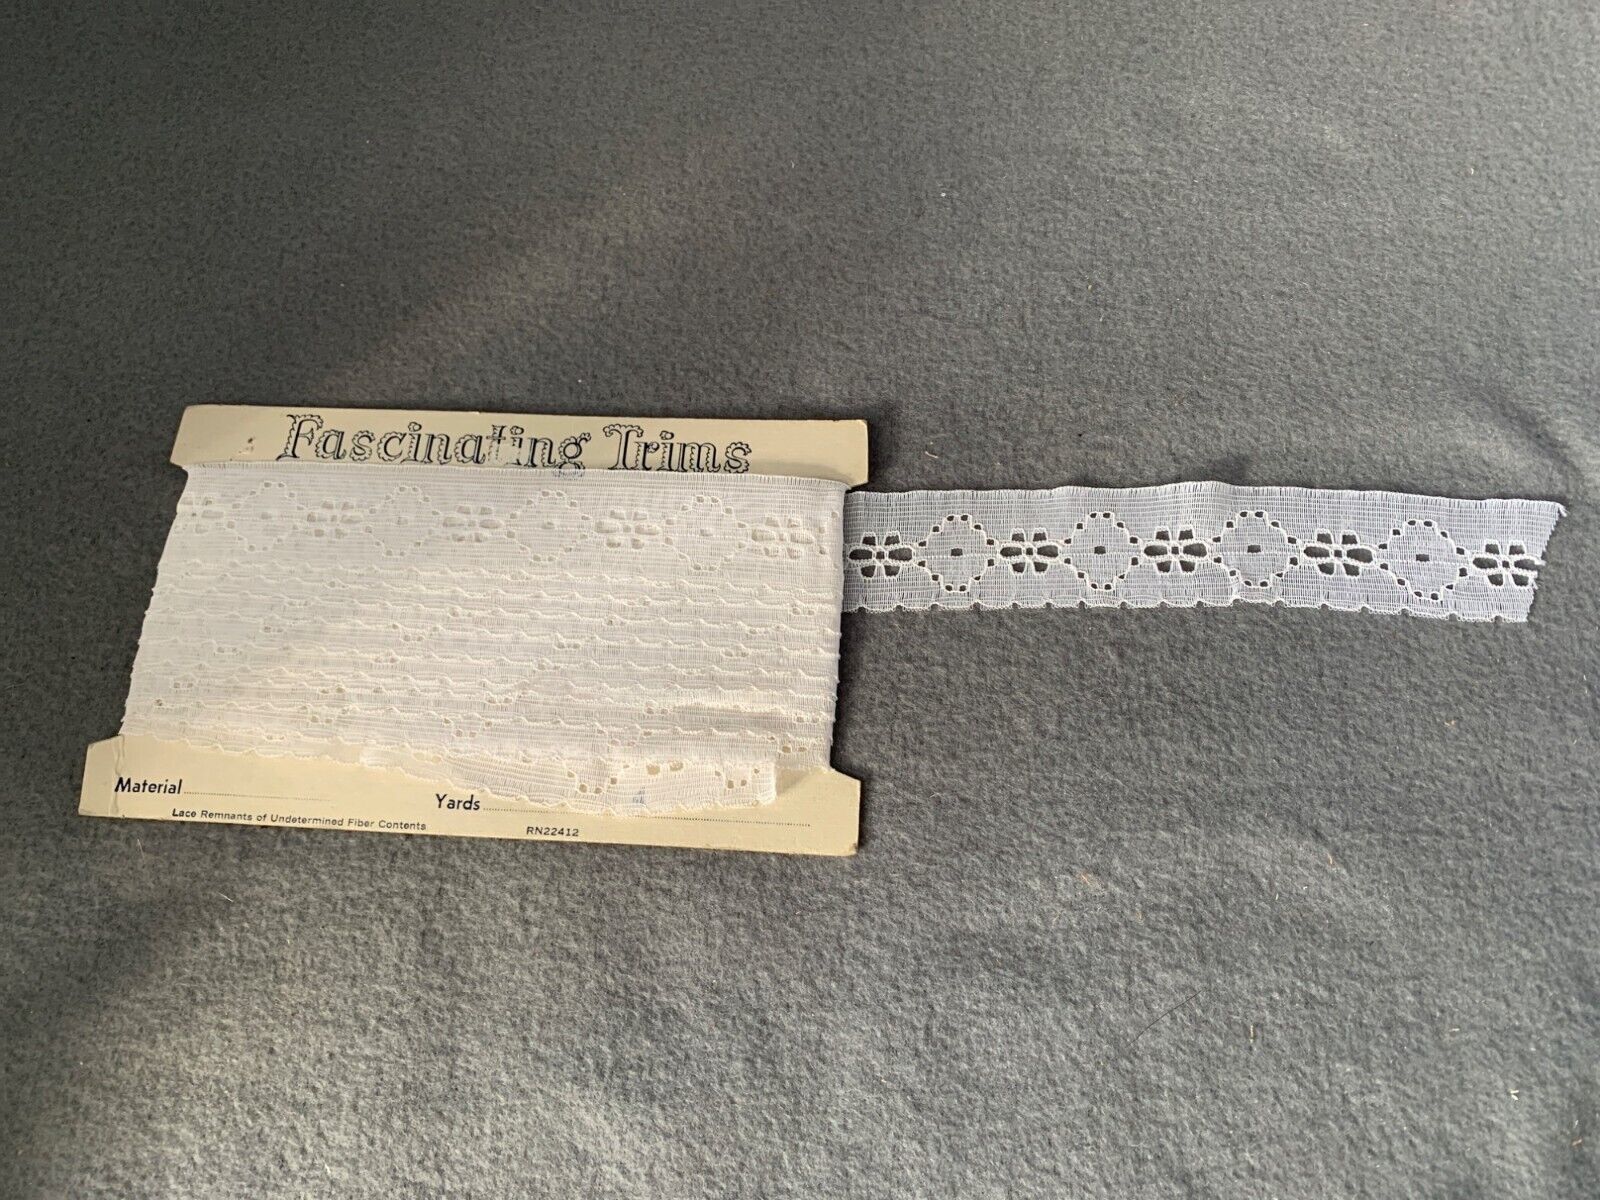 Fascinating Trims
Material
Yards
Lace Remnants of Undetermined Fiber Contents
RN22412